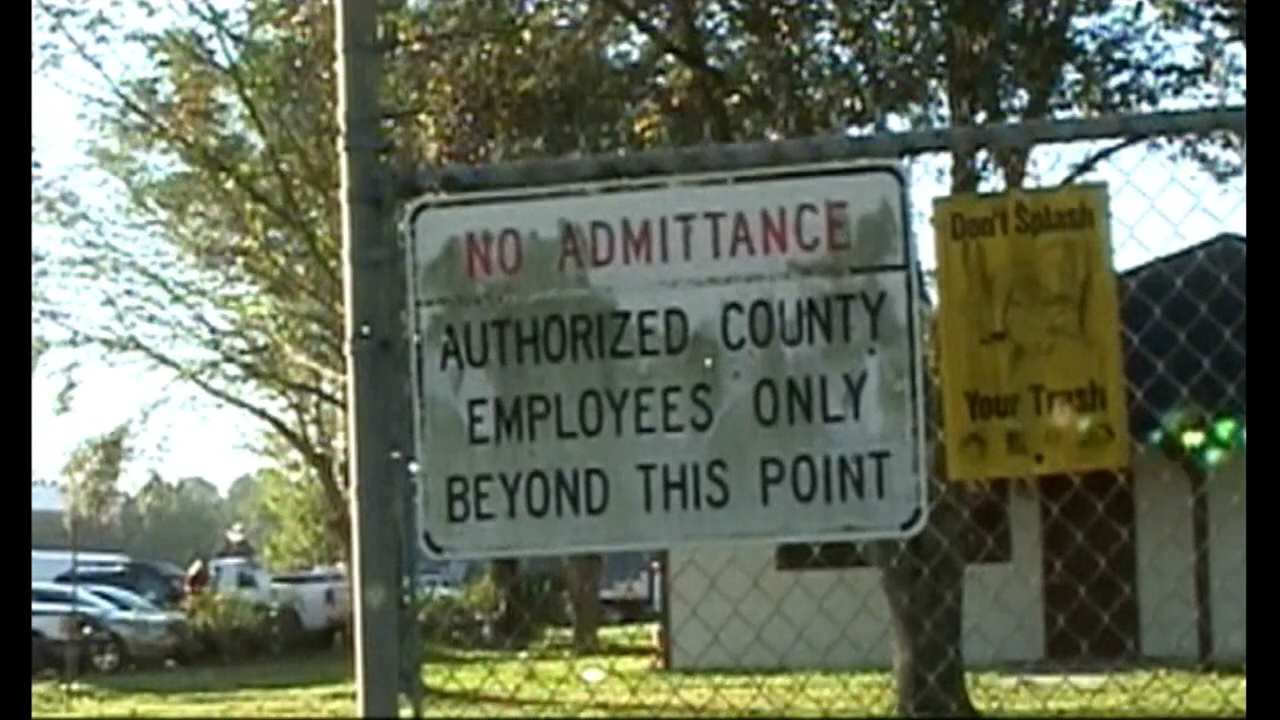 NO ADMITTANCE
AUTHORIZED COUNTY
EMPLOYEES ONLY
BEYOND THIS POINT
Don't Splash
Your Trash